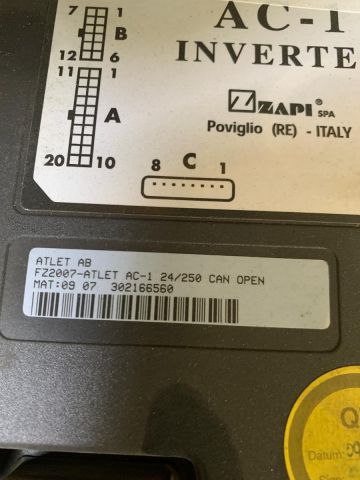 AC-1
INVERTE
7 1
B
12 6
11 1
A
20 10
ZAPI® SPA
Poviglio (RE) - ITALY
8 C 1
ATLET AB
FZ2007-ATLET AC-1 24/250 CAN OPEN
MAT:09 07 302166560
Q
Datum: